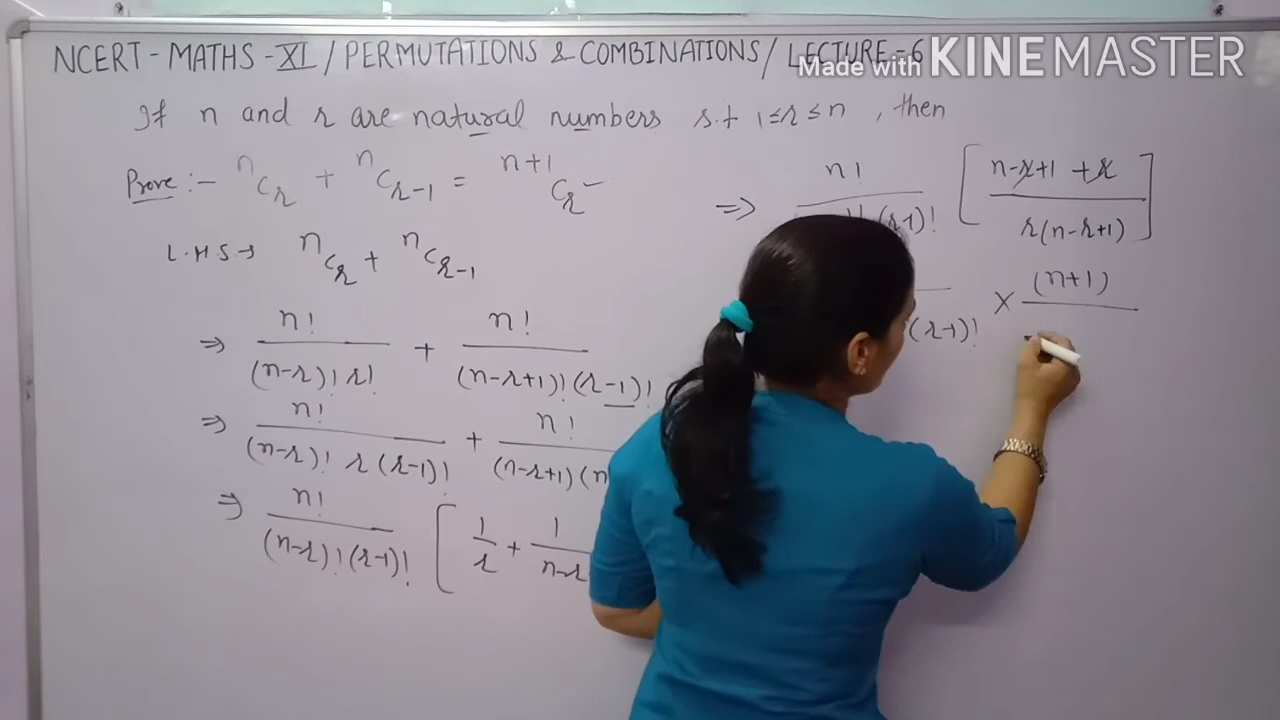 NCERT - MATHS - XI / PERMUTATIONS & COMBINATIONS / LECTURE - 6
Made with KINEMASTER
If n and r are natural numbers s.t 1 ≤ r ≤ n , then
Prove :- ⁿCᵣ + ⁿCᵣ₋₁ = ⁿ⁺¹Cᵣ
L.H.S → ⁿCᵣ + ⁿCᵣ₋₁
⇒ n! / (n-r)! r! + n! / (n-r+1)! (r-1)!
⇒ n! / (n-r)! r (r-1)! + n! / (n-r+1) (n
⇒ n! / (n-r)! (r-1)! [ 1/r + 1/n-r
⇒ n! / (r-1)! [ n-r+1 +r / r(n-r+1) ]
(r-1)! × (n+1)